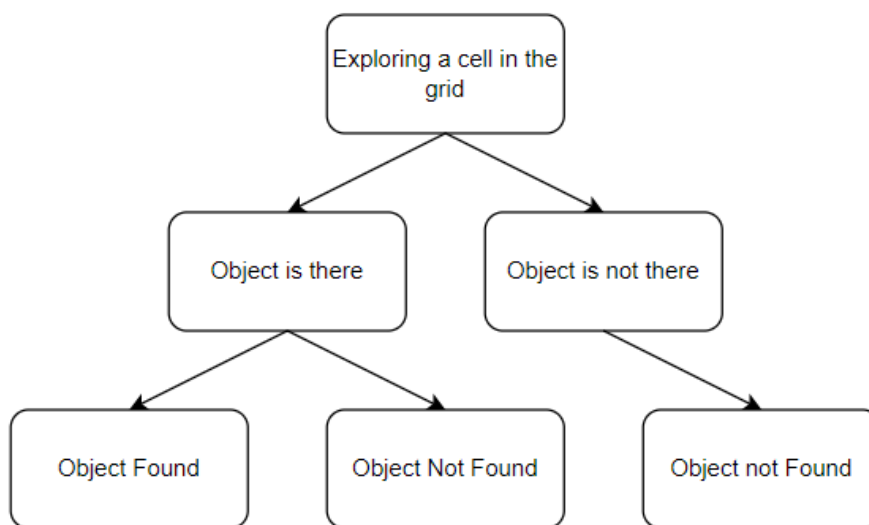 Exploring a cell in the
grid
Object is there
Object is not there
Object Found
Object Not Found
Object not Found